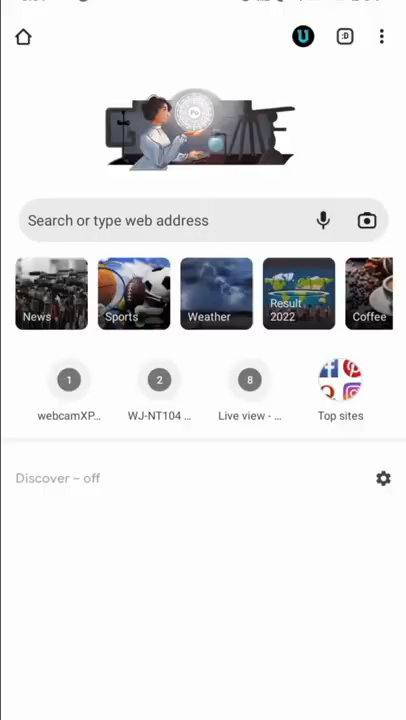 :D
Search or type web address
News
Sports
Weather
Result
2022
Coffee
1
2
8
webcamXP...
WJ-NT104 ...
Live view - ...
Top sites
Discover – off